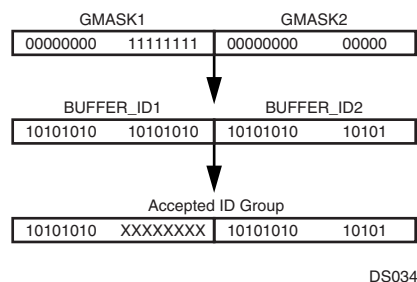 GMASK1 GMASK2
00000000 11111111 00000000 00000
BUFFER_ID1 BUFFER_ID2
10101010 10101010 10101010 10101
Accepted ID Group
10101010 XXXXXXXX 10101010 10101
DS034